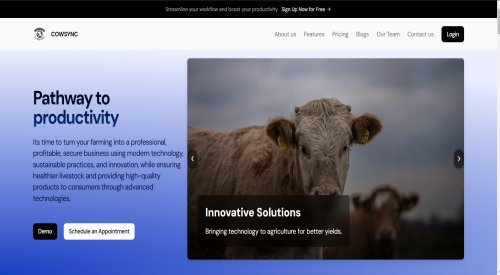 Streamline your workflow and boost your productivity Sign Up Now for Free →
COWSYNC
About us Features Pricing Blogs Our Team Contact us Login
Pathway to
productivity
Its time to turn your farming into a professional,
profitable, secure business using modern technology,
sustainable practices, and innovation, while ensuring
healthier livestock and providing high-quality
products to consumers through advanced
technologies.
Demo Schedule an Appointment
Innovative Solutions
Bringing technology to agriculture for better yields.